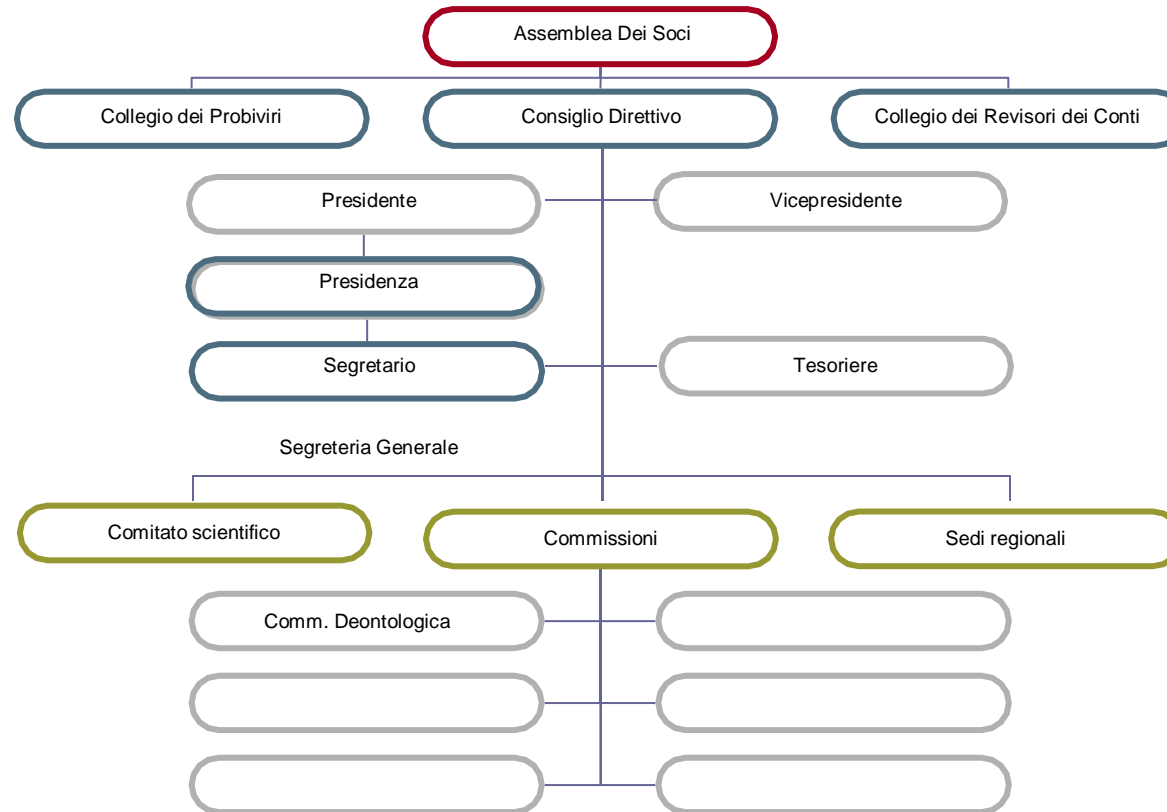 Assemblea Dei Soci
Collegio dei Probiviri
Consiglio Direttivo
Collegio dei Revisori dei Conti
Presidente
Vicepresidente
Presidenza
Segretario
Tesoriere
Segreteria Generale
Comitato scientifico
Commissioni
Sedi regionali
Comm. Deontologica